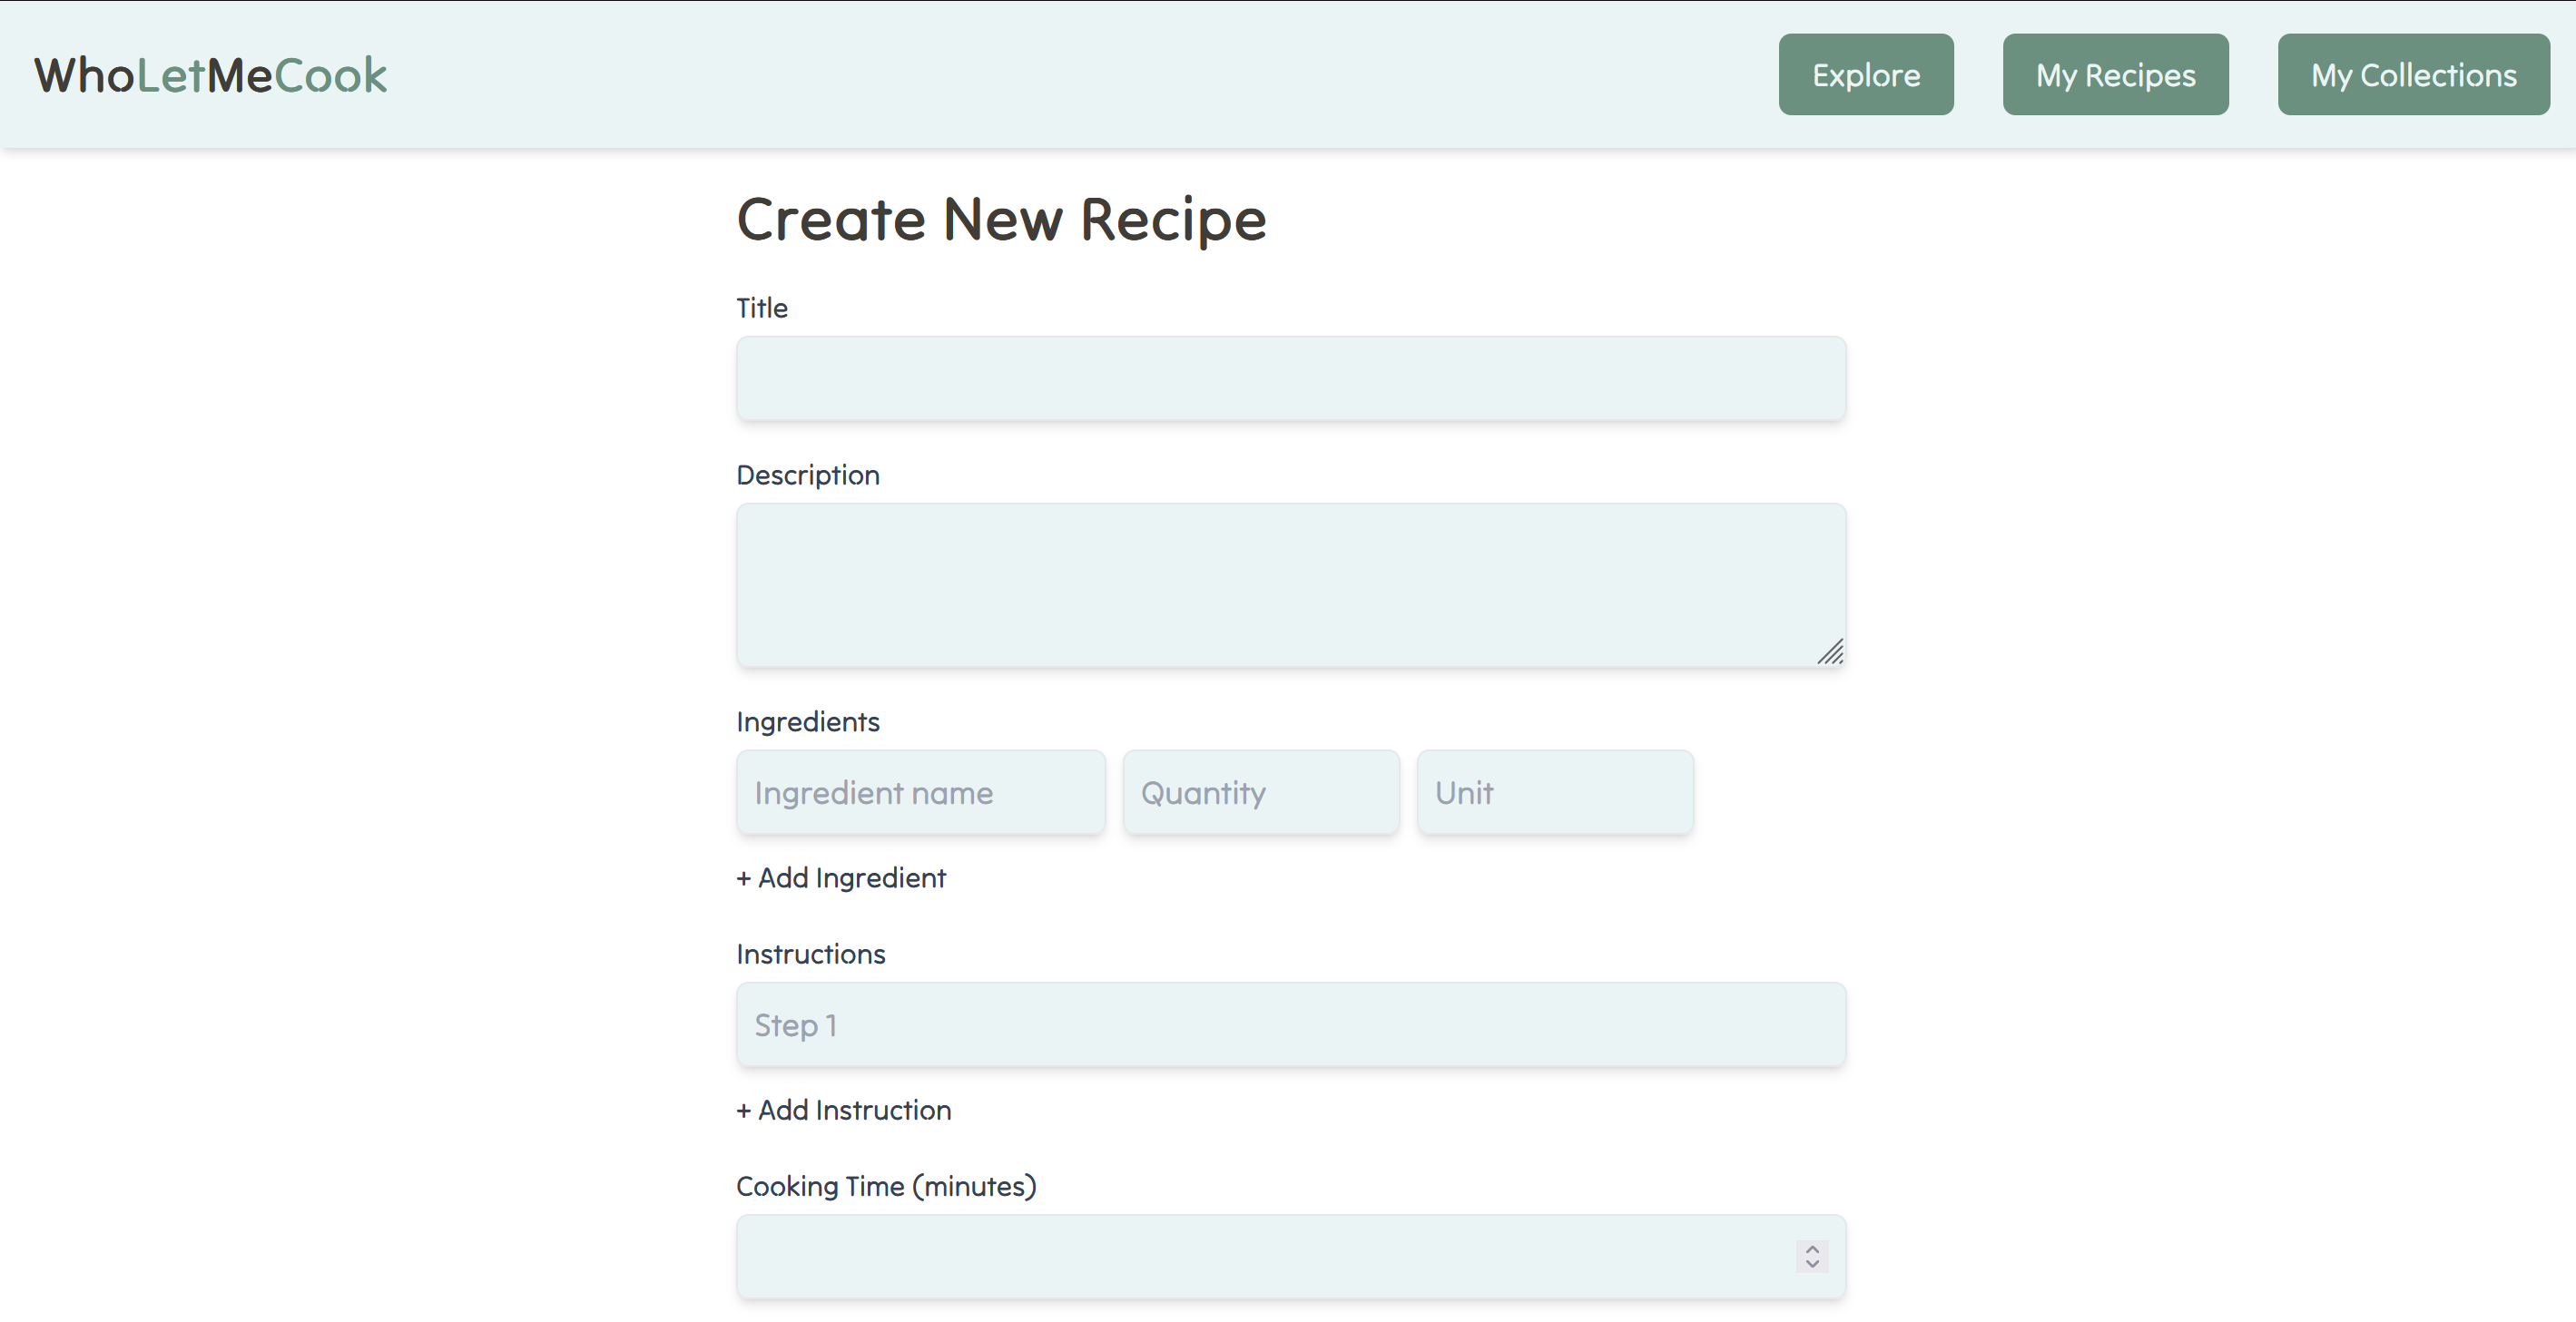 WhoLetMeCook
Explore
My Recipes
My Collections
Create New Recipe
Title
Description
Ingredients
Ingredient name
Quantity
Unit
+ Add Ingredient
Instructions
Step 1
+ Add Instruction
Cooking Time (minutes)